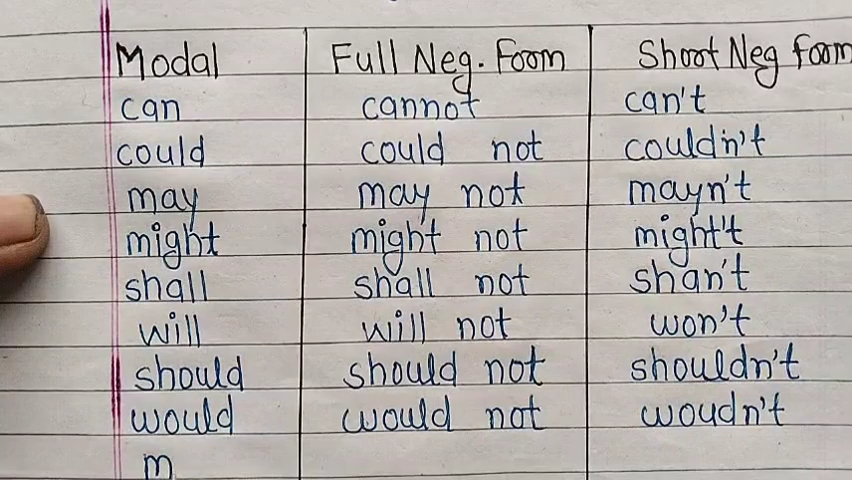 Modal Full Neg. Foom Shoot Neg foom
can cannot can't
could could not couldn't
may may not mayn't
might might not might't
shall shall not shan't
will will not won't
should should not shouldn't
would would not woudn't
m